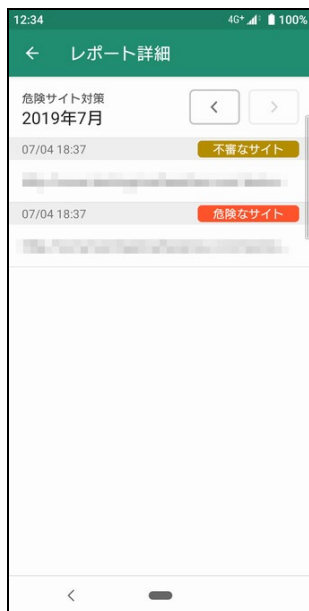 12:34 4G+ 100%
← レポート詳細
危険サイト対策
2019年7月
07/04 18:37 不審なサイト
07/04 18:37 危険なサイト